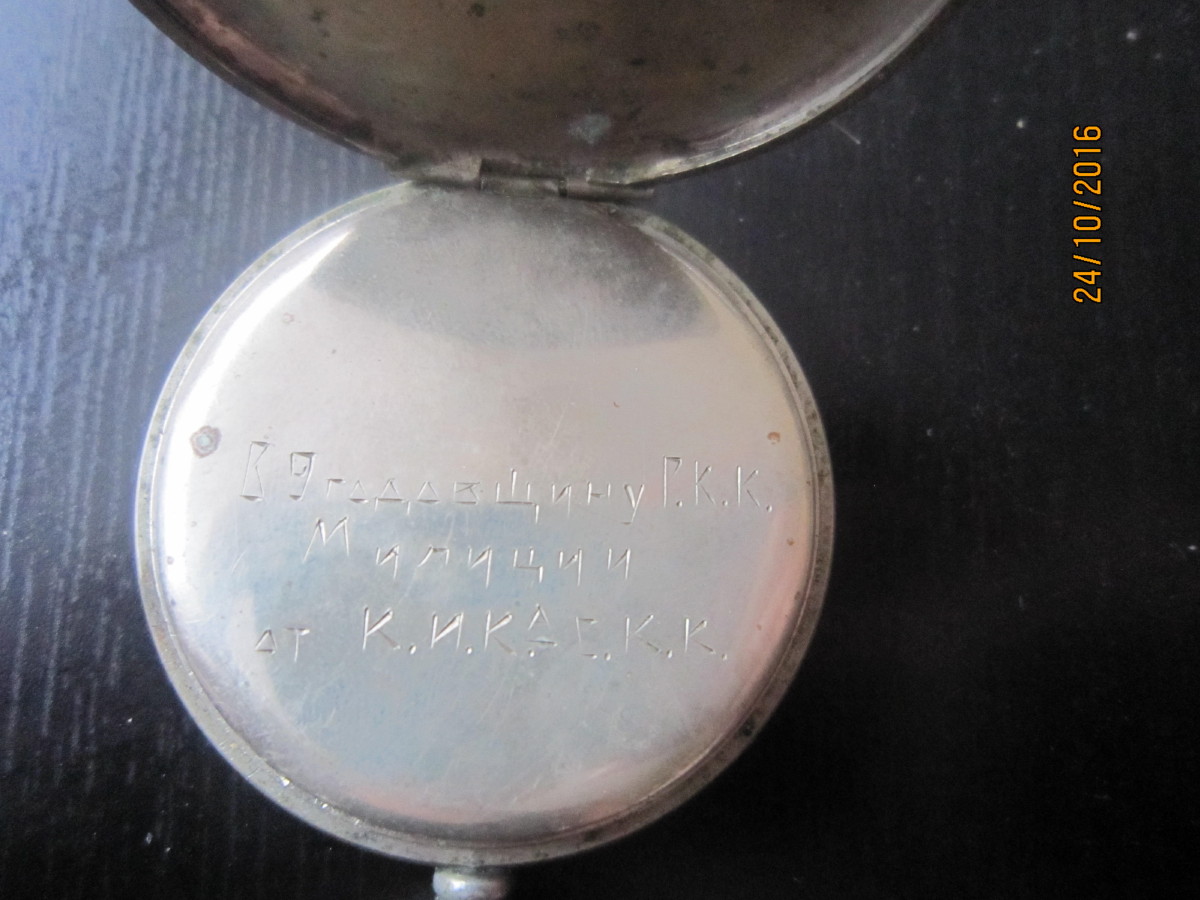 В 9 годовщину Р.К.К.
Милиции
от К.И.К.Д С.К.К.
24/10/2016